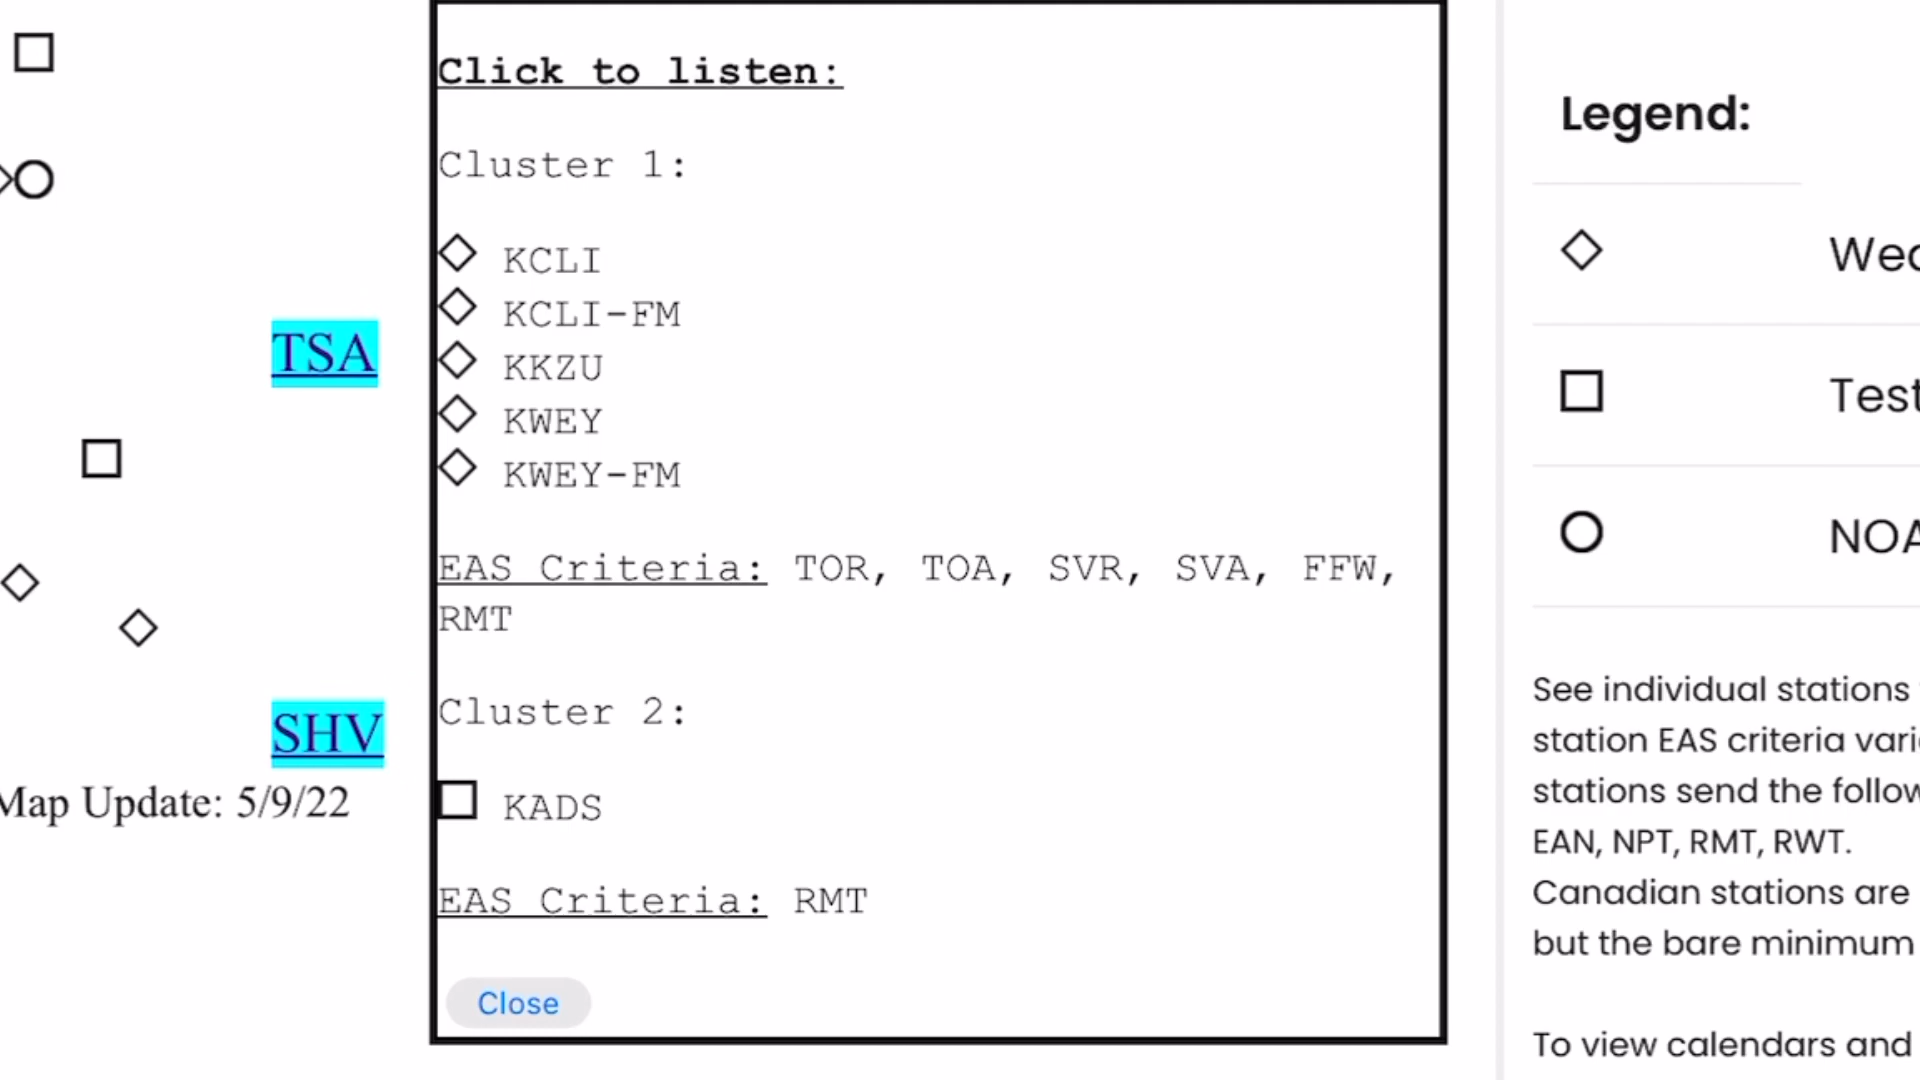 Click to listen:
Cluster 1:
KCLI
KCLI-FM
KKZU
KWEY
KWEY-FM
EAS Criteria: TOR, TOA, SVR, SVA, FFW,
RMT
Cluster 2:
KADS
EAS Criteria: RMT
Close
TSA
SHV
Map Update: 5/9/22
Legend:
Wea
Test
NOA
See individual stations
station EAS criteria vari
stations send the follow
EAN, NPT, RMT, RWT.
Canadian stations are
but the bare minimum
To view calendars and